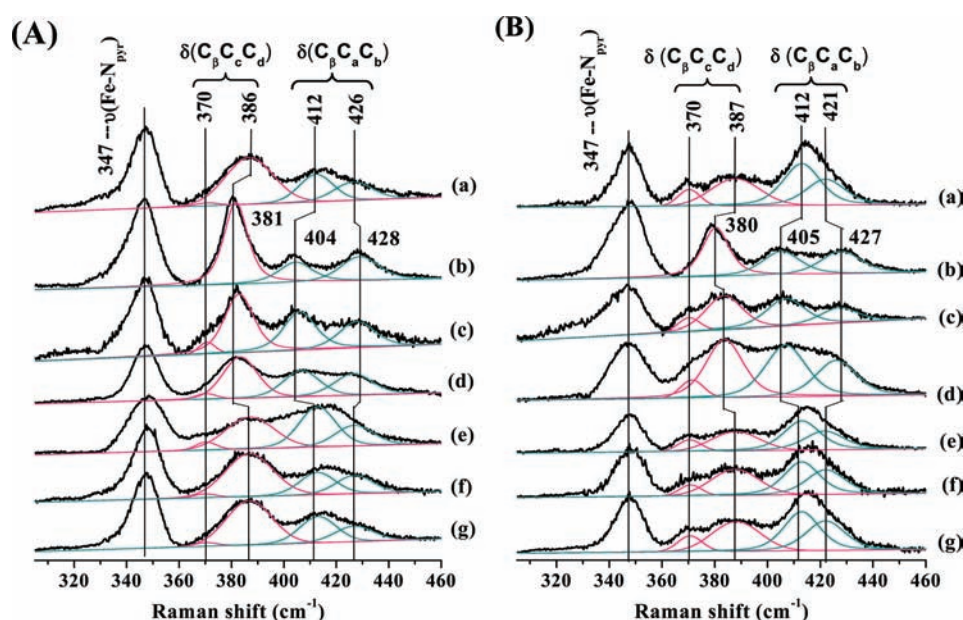 (A)
347 --υ(Fe-Npyr)
δ(CβCcCd)
δ(CβCaCb)
370
386
412
426
(a)
381
404
428
(b)
(c)
(d)
(e)
(f)
(g)
320 340 360 380 400 420 440 460
Raman shift (cm-1)
(B)
347 -- υ(Fe-Npyr)
δ (CβCcCd)
δ (CβCaCb)
370
387
412
421
(a)
380
405
427
(b)
(c)
(d)
(e)
(f)
(g)
320 340 360 380 400 420 440 460
Raman shift (cm-1)